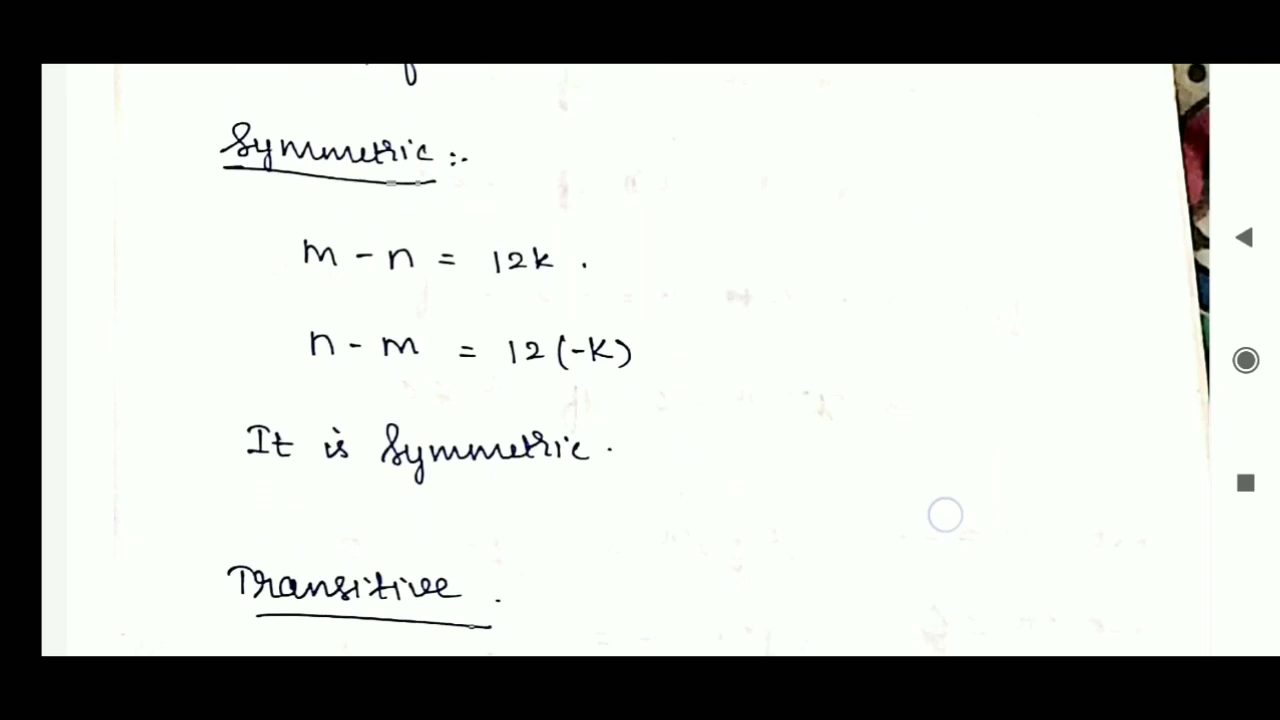 Symmetric :-
m - n = 12k .
n - m = 12 (-k)
It is Symmetric .
Transitive .